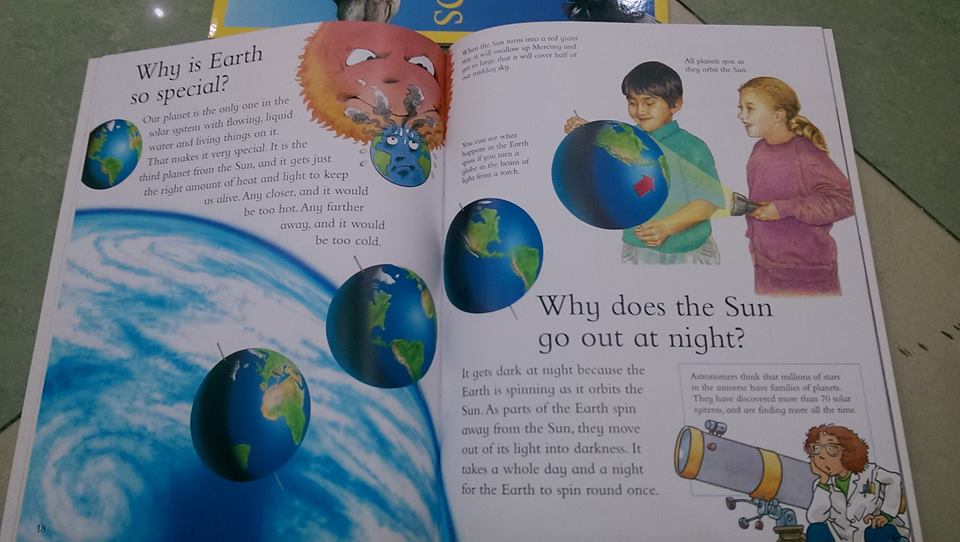 SO
Why is Earth
so special?
Our planet is the only one in the
solar system with flowing, liquid
water and living things on it.
That makes it very special. It is the
third planet from the Sun, and it gets just
the right amount of heat and light to keep
us alive. Any closer, and it would
be too hot. Any farther
away, and it would
be too cold.
18
When the Sun turns into a red giant
star, it will swallow up Mercury and
get so large that it will cover half of
our midday sky.
All planets spin as
they orbit the Sun.
You can see what
happens as the Earth
spins if you turn a
globe in the beam of
light from a torch.
Why does the Sun
go out at night?
It gets dark at night because the
Earth is spinning as it orbits the
Sun. As parts of the Earth spin
away from the Sun, they move
out of its light into darkness. It
takes a whole day and a night
for the Earth to spin round once.
Astronomers think that millions of stars
in the universe have families of planets.
They have discovered more than 70 solar
systems, and are finding more all the time.